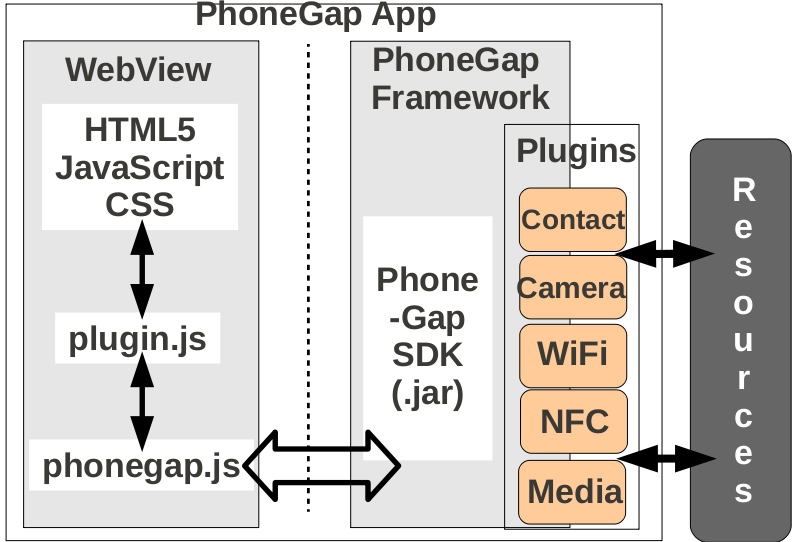 PhoneGap App
WebView
HTML5
JavaScript
CSS
plugin.js
phonegap.js
PhoneGap
Framework
Phone
-Gap
SDK
(.jar)
Plugins
Contact
Camera
WiFi
NFC
Media
Resources